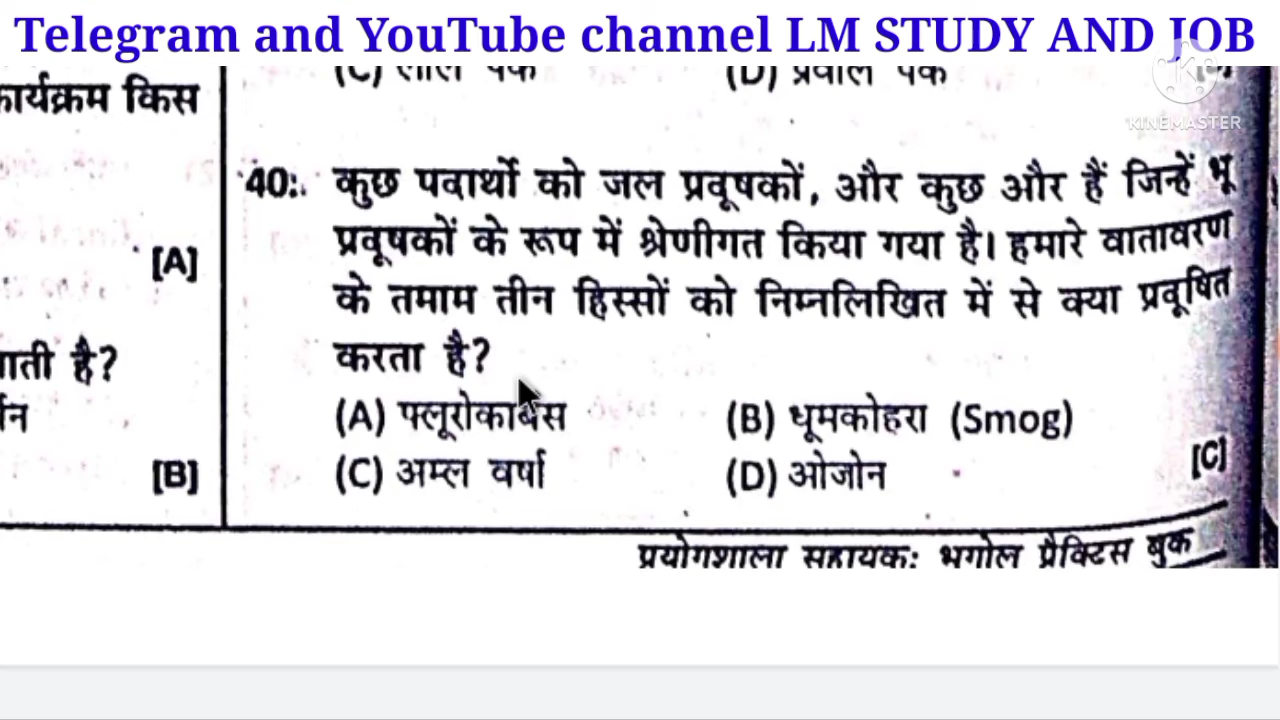 Telegram and YouTube channel LM STUDY AND JOB
(C) लाल पंक (D) प्रवाल पंक
KINEMASTER
कार्यक्रम किस
40:. कुछ पदार्थो को जल प्रदूषकों, और कुछ और हैं जिन्हें भू
प्रदूषकों के रूप में श्रेणीगत किया गया है। हमारे वातावरण
[A]
के तमाम तीन हिस्सों को निम्नलिखित में से क्या प्रदूषित
करता है?
है?
(A) फ्लूरोकार्बंस (B) धूमकोहरा (Smog)
(C) अम्ल वर्षा (D) ओजोन
[C]
[B]
प्रयोगशाला सहायक: भूगोल प्रैक्टिस बुक